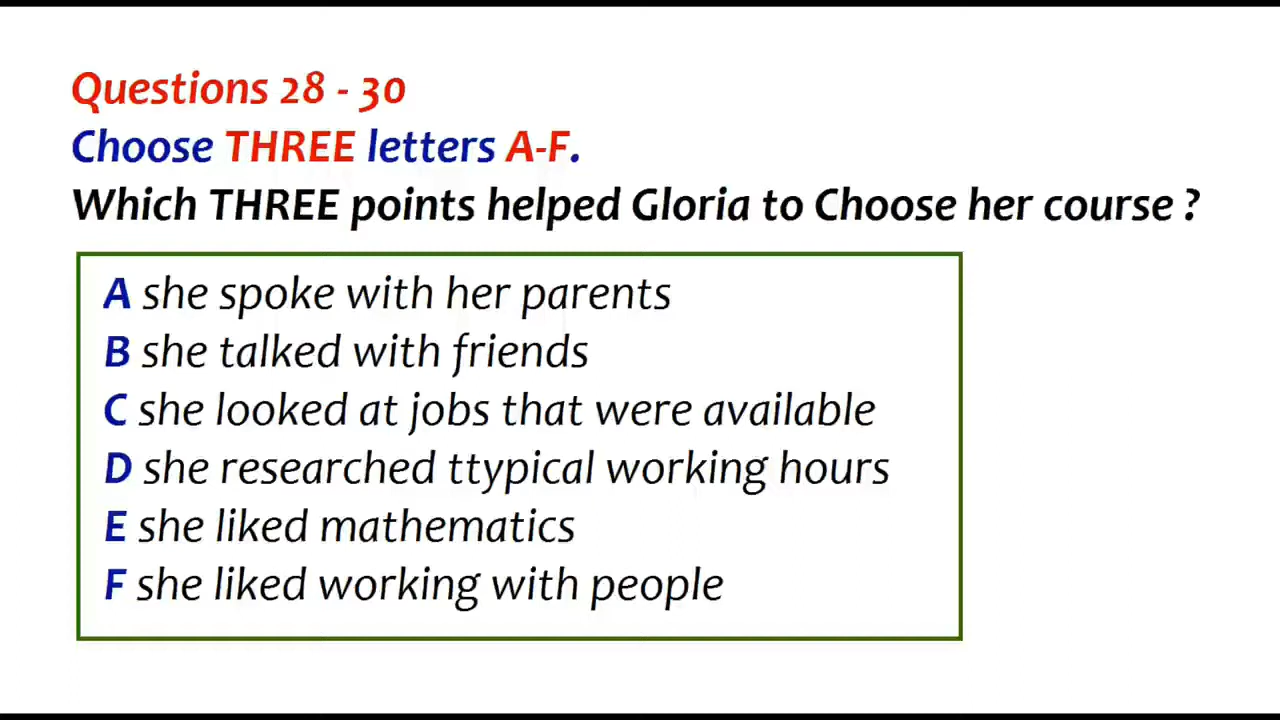 Questions 28 - 30
Choose THREE letters A-F.
Which THREE points helped Gloria to Choose her course ?
A she spoke with her parents
B she talked with friends
C she looked at jobs that were available
D she researched ttypical working hours
E she liked mathematics
F she liked working with people